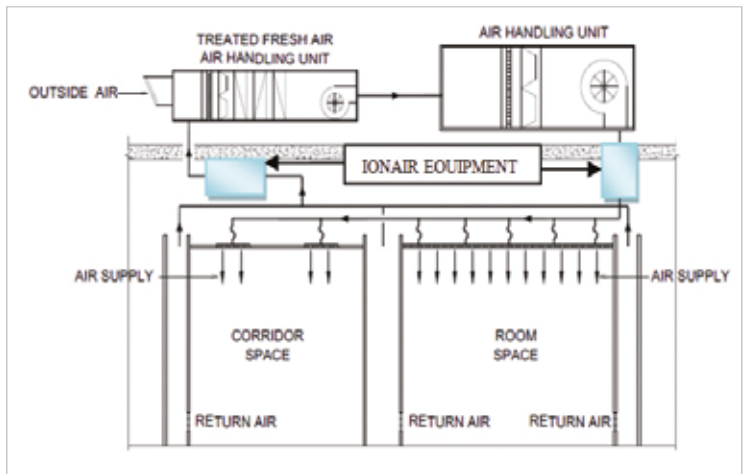 TREATED FRESH AIR
AIR HANDLING UNIT
AIR HANDLING UNIT
OUTSIDE AIR
IONAIR EQUIPMENT
AIR SUPPLY
AIR SUPPLY
CORRIDOR
SPACE
ROOM
SPACE
RETURN AIR
RETURN AIR
RETURN AIR